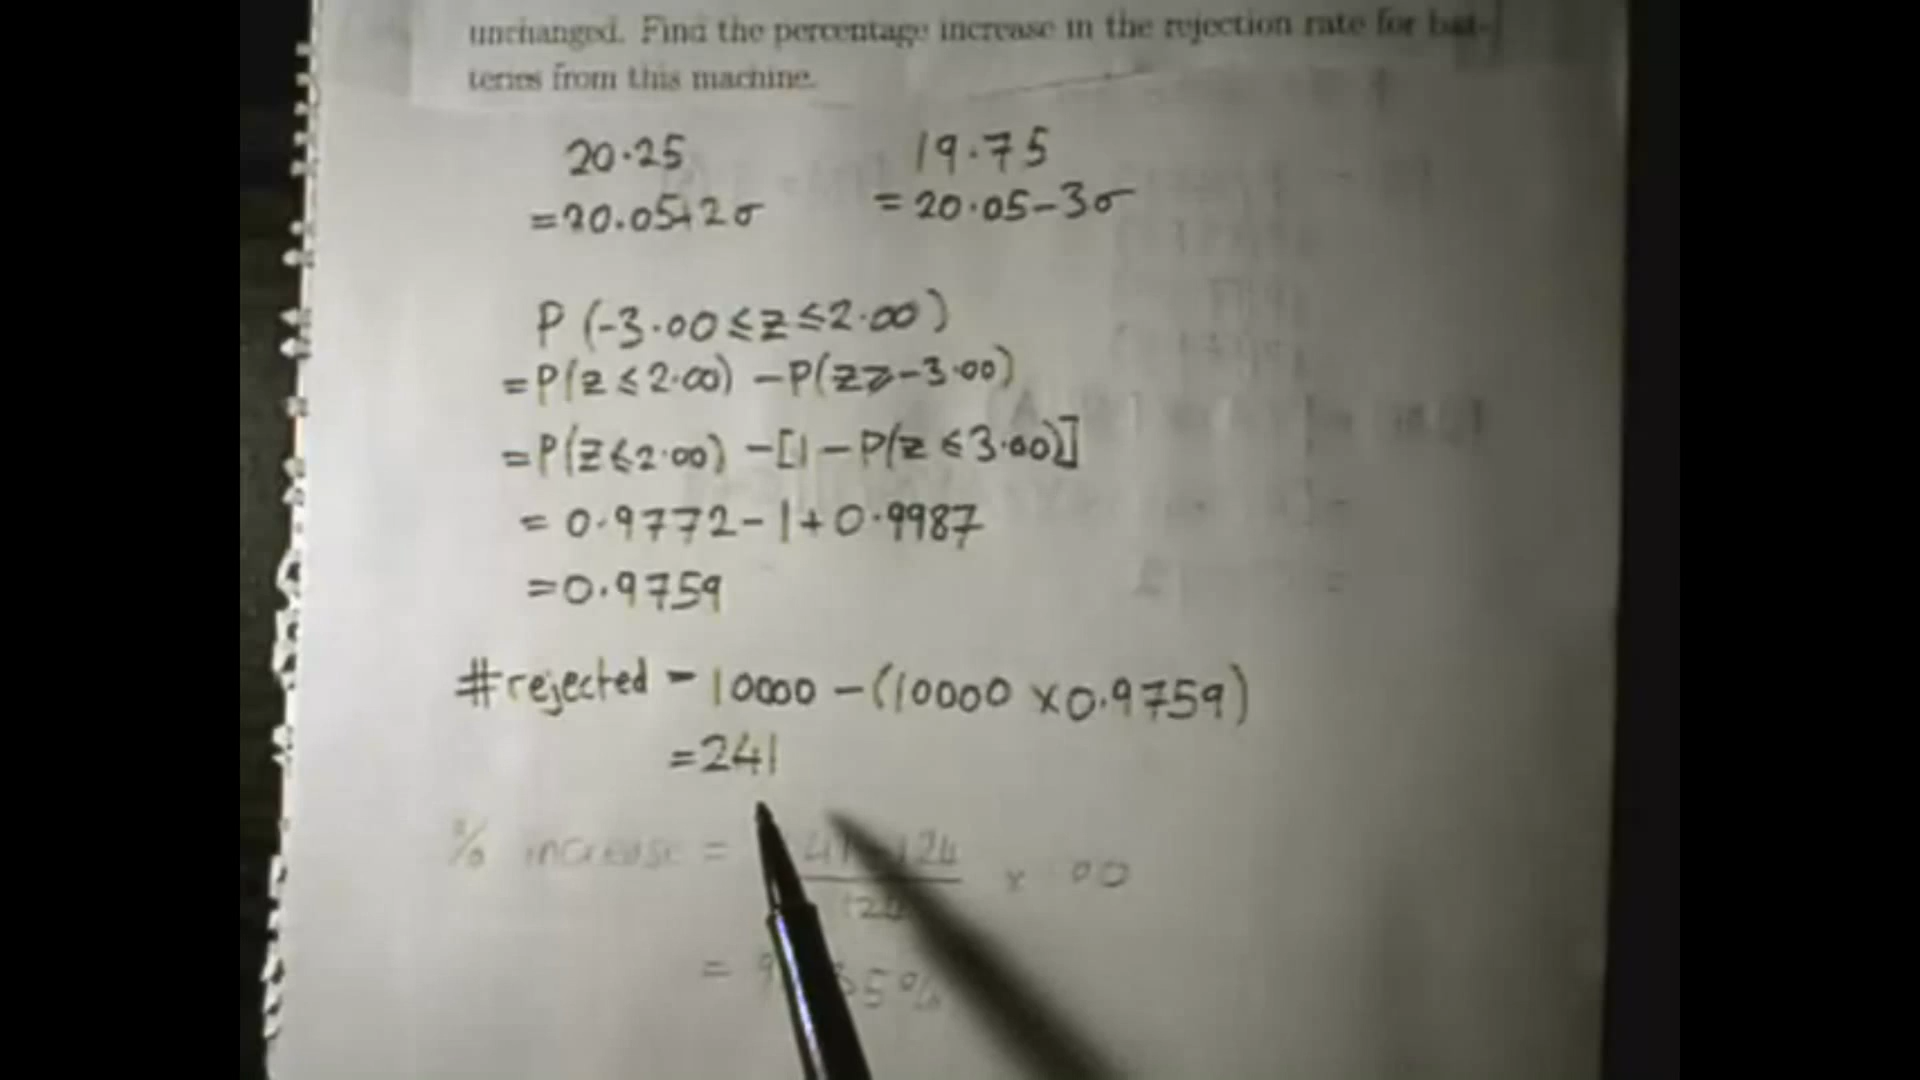 unchanged. Find the percentage increase in the rejection rate for bat-
teries from this machine.
20.25 19.75
=20.05+2σ =20.05-3σ
P(-3.00≤z≤2.00)
=P(z≤2.00) -P(z≥-3.00)
=P(z≤2.00) -[1-P(z≤3.00)]
= 0.9772-1+0.9987
=0.9759
#rejected = 10000-(10000×0.9759)
=241
% increase = × 00
=